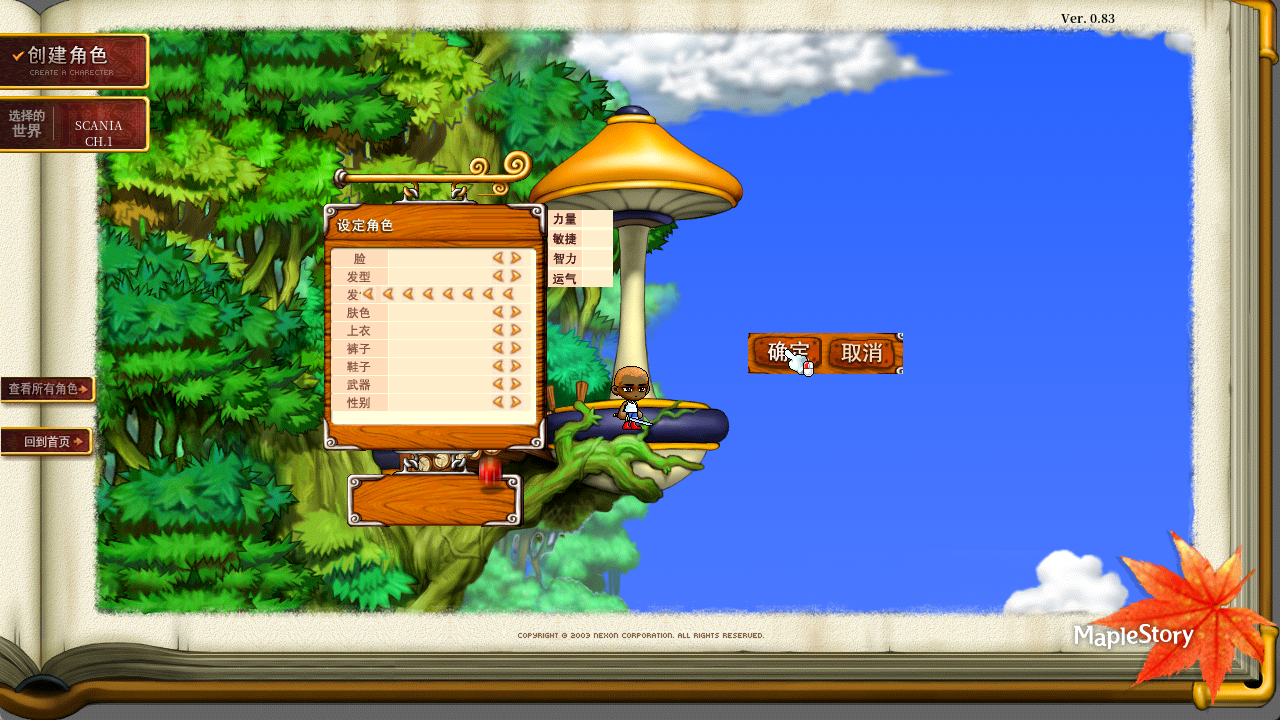 Ver. 0.83
创建角色
CREATE A CHARECTER
选择的
世界
SCANIA
CH.1
设定角色
脸
发型
发
肤色
上衣
裤子
鞋子
武器
性别
力量
敏捷
智力
运气
确定
取消
查看所有角色
回到首页
COPYRIGHT @ 2003 NEXON CORPORATION. ALL RIGHTS RESERVED.
MapleStory